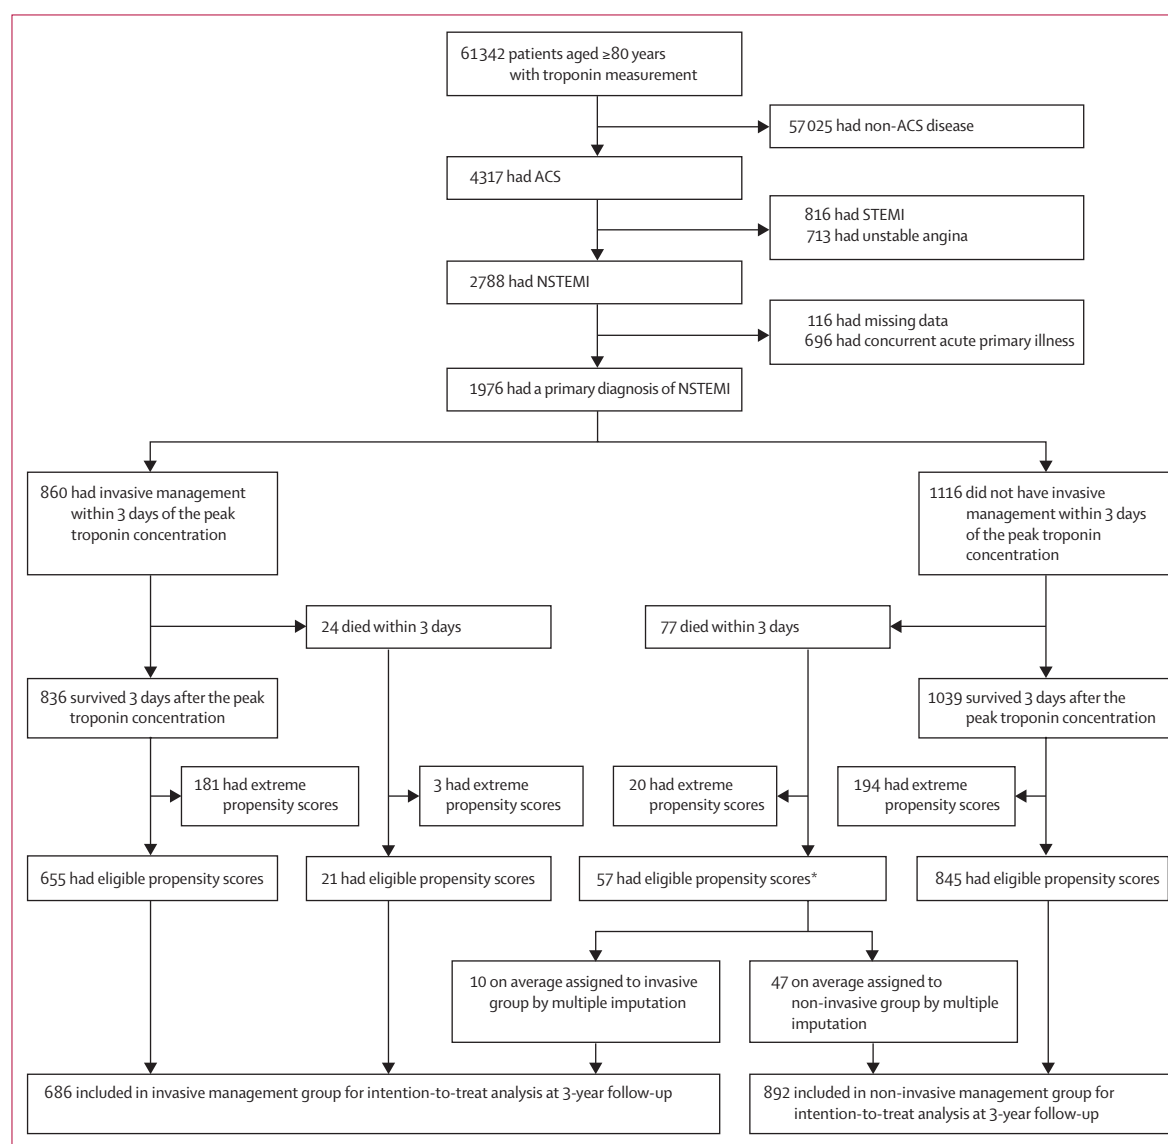 61342 patients aged ≥80 years
with troponin measurement
57025 had non-ACS disease
4317 had ACS
816 had STEMI
713 had unstable angina
2788 had NSTEMI
116 had missing data
696 had concurrent acute primary illness
1976 had a primary diagnosis of NSTEMI
860 had invasive management
within 3 days of the peak
troponin concentration
1116 did not have invasive
management within 3 days
of the peak troponin
concentration
24 died within 3 days
77 died within 3 days
836 survived 3 days after the peak
troponin concentration
1039 survived 3 days after the
peak troponin concentration
181 had extreme
propensity scores
3 had extreme
propensity scores
20 had extreme
propensity scores
194 had extreme
propensity scores
655 had eligible propensity scores
21 had eligible propensity scores
57 had eligible propensity scores*
845 had eligible propensity scores
10 on average assigned to invasive
group by multiple imputation
47 on average assigned to
non-invasive group by multiple
imputation
686 included in invasive management group for intention-to-treat analysis at 3-year follow-up
892 included in non-invasive management group for
intention-to-treat analysis at 3-year follow-up